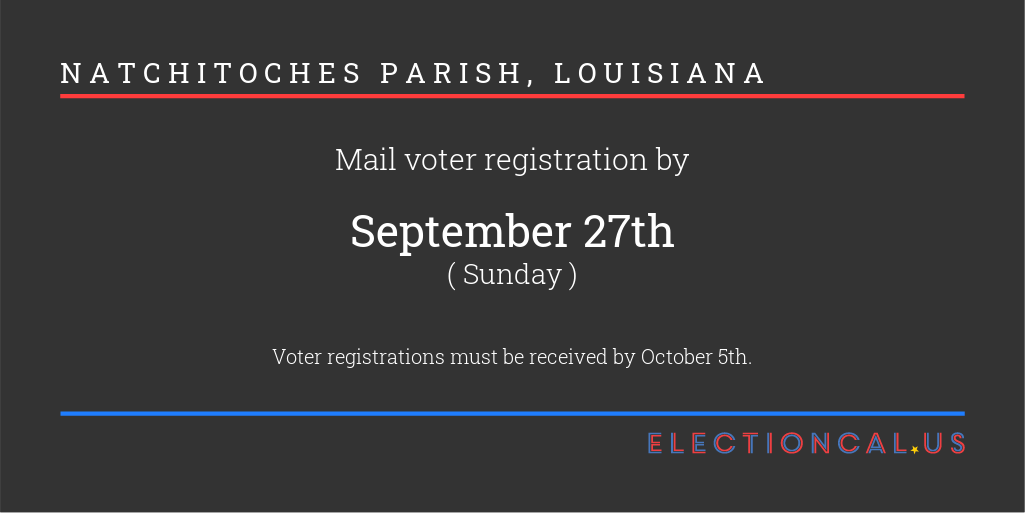 NATCHITOCHES PARISH, LOUISIANA
Mail voter registration by
September 27th
( Sunday )
Voter registrations must be received by October 5th.
ELECTIONCAL.US